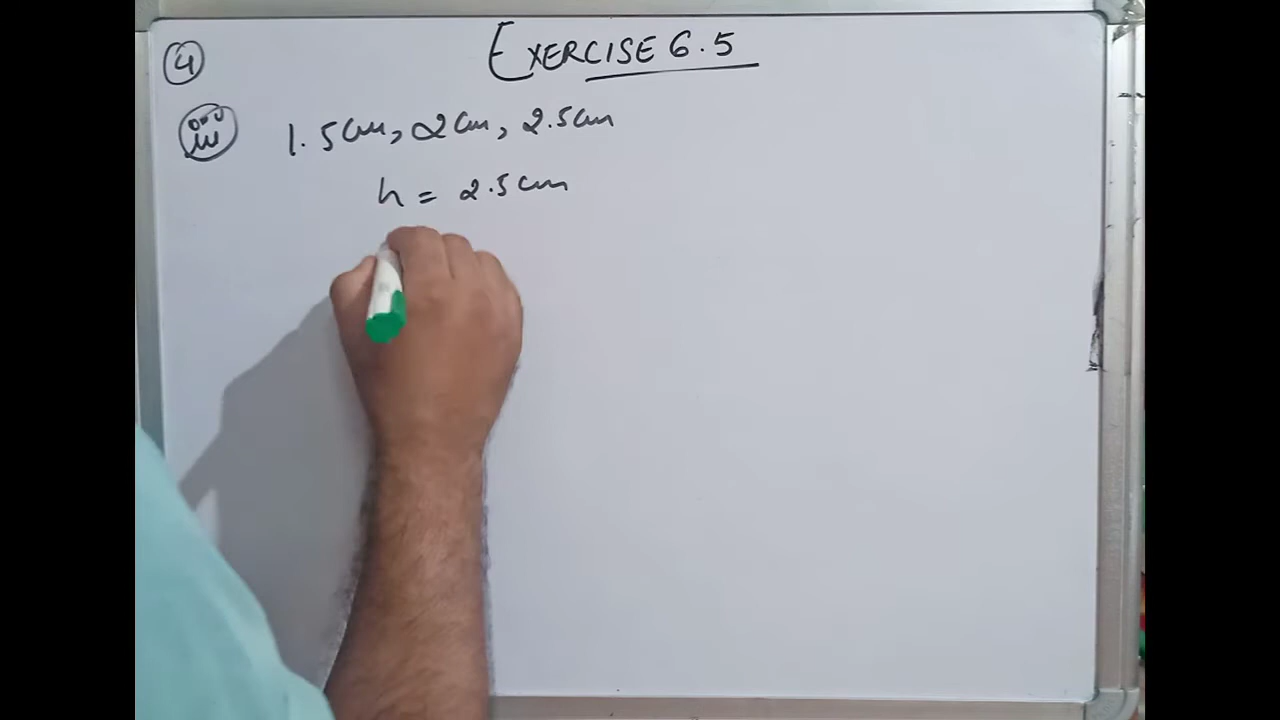 4
EXERCISE 6.5
iii 1.5cm, 2cm, 2.5cm
h = 2.5cm